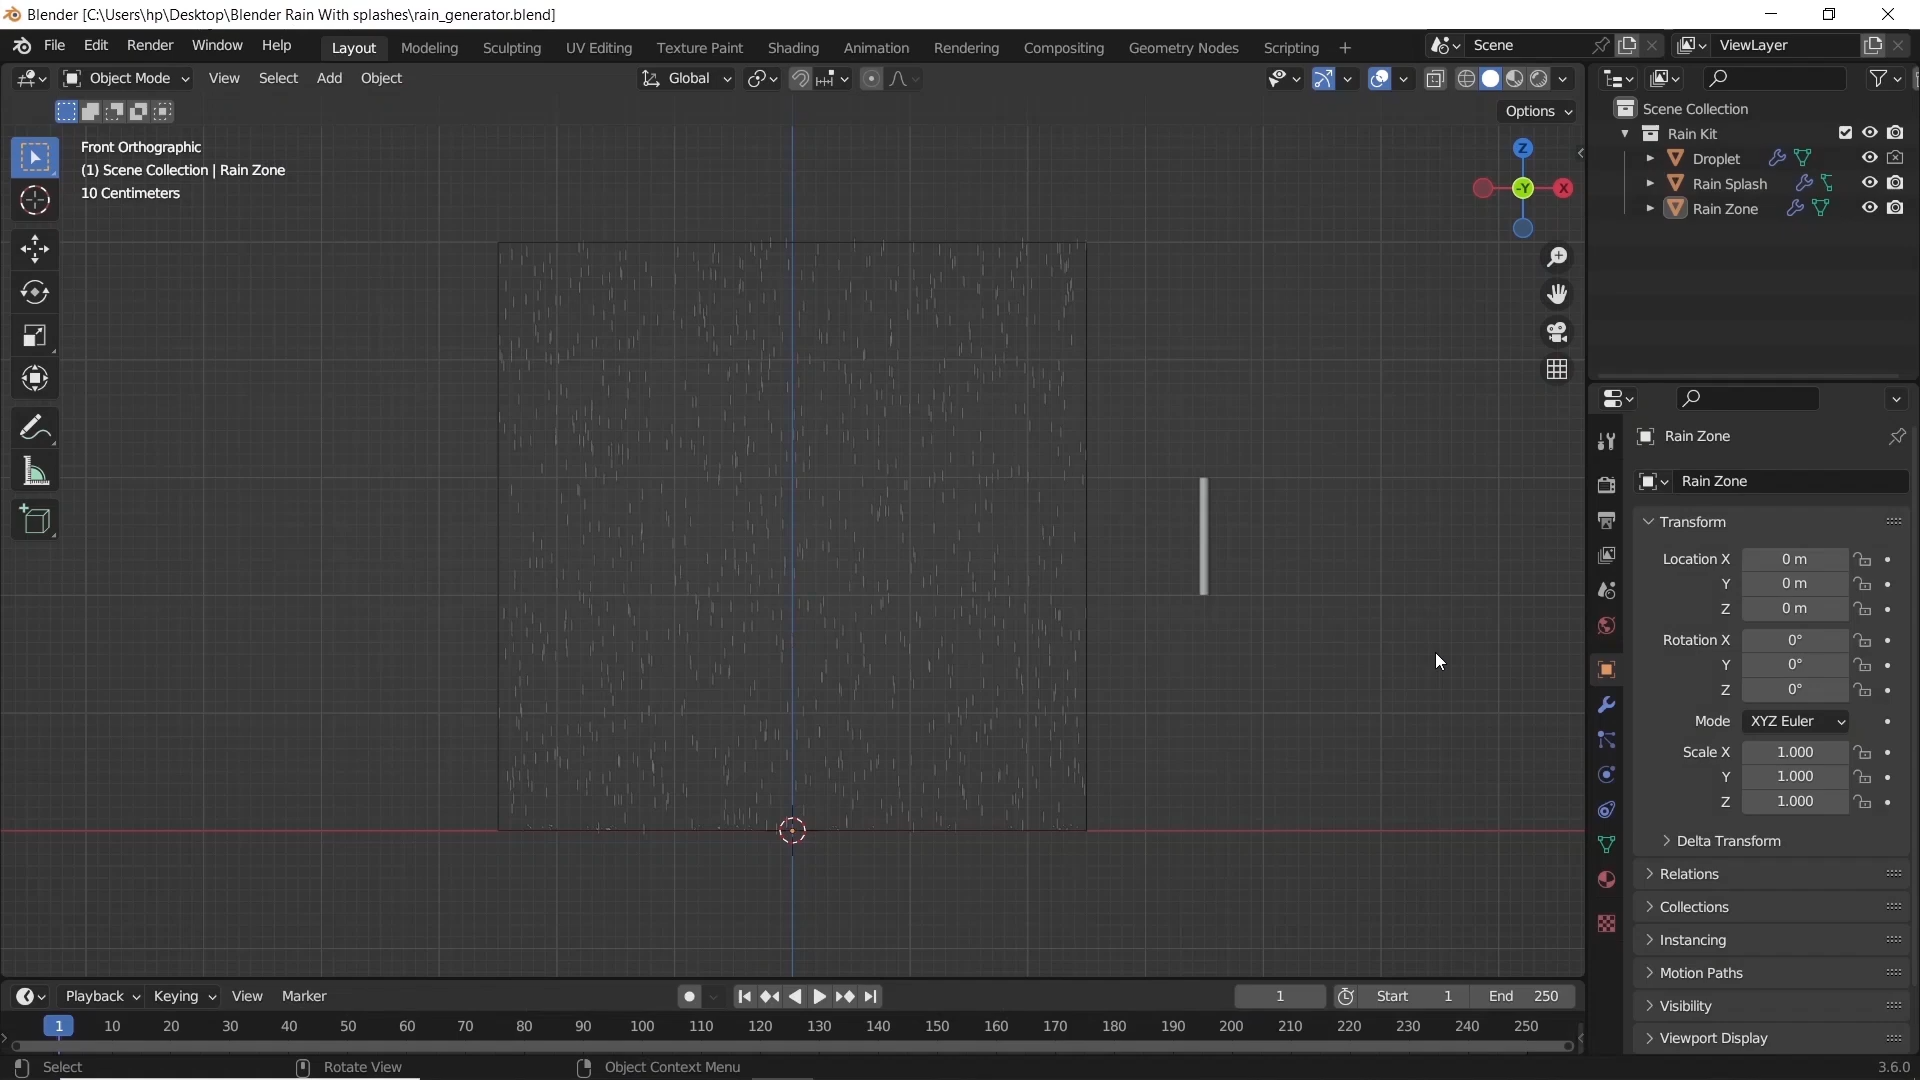 Blender [C:\Users\hp\Desktop\Blender Rain With splashes\rain_generator.blend]
File Edit Render Window Help Layout Modeling Sculpting UV Editing Texture Paint Shading Animation Rendering Compositing Geometry Nodes Scripting + Scene ViewLayer
Object Mode View Select Add Object Global
Options
Front Orthographic
(1) Scene Collection | Rain Zone
10 Centimeters
Z
-Y X
Scene Collection
Rain Kit
Droplet
Rain Splash
Rain Zone
Rain Zone
Rain Zone
Transform
Location X 0 m
Y 0 m
Z 0 m
Rotation X 0°
Y 0°
Z 0°
Mode XYZ Euler
Scale X 1.000
Y 1.000
Z 1.000
Delta Transform
Relations
Collections
Instancing
Motion Paths
Visibility
Viewport Display
Playback Keying View Marker 1 Start 1 End 250
1 10 20 30 40 50 60 70 80 90 100 110 120 130 140 150 160 170 180 190 200 210 220 230 240 250
Select Rotate View Object Context Menu 3.6.0